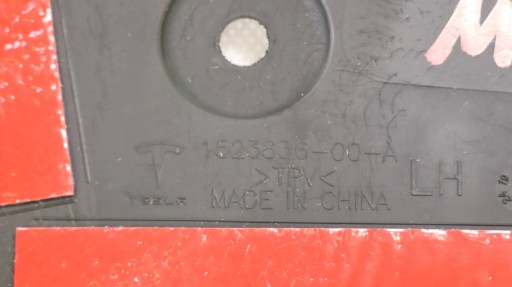 1523836-00-A
>TPV<
TESLA
MADE IN CHINA
LH